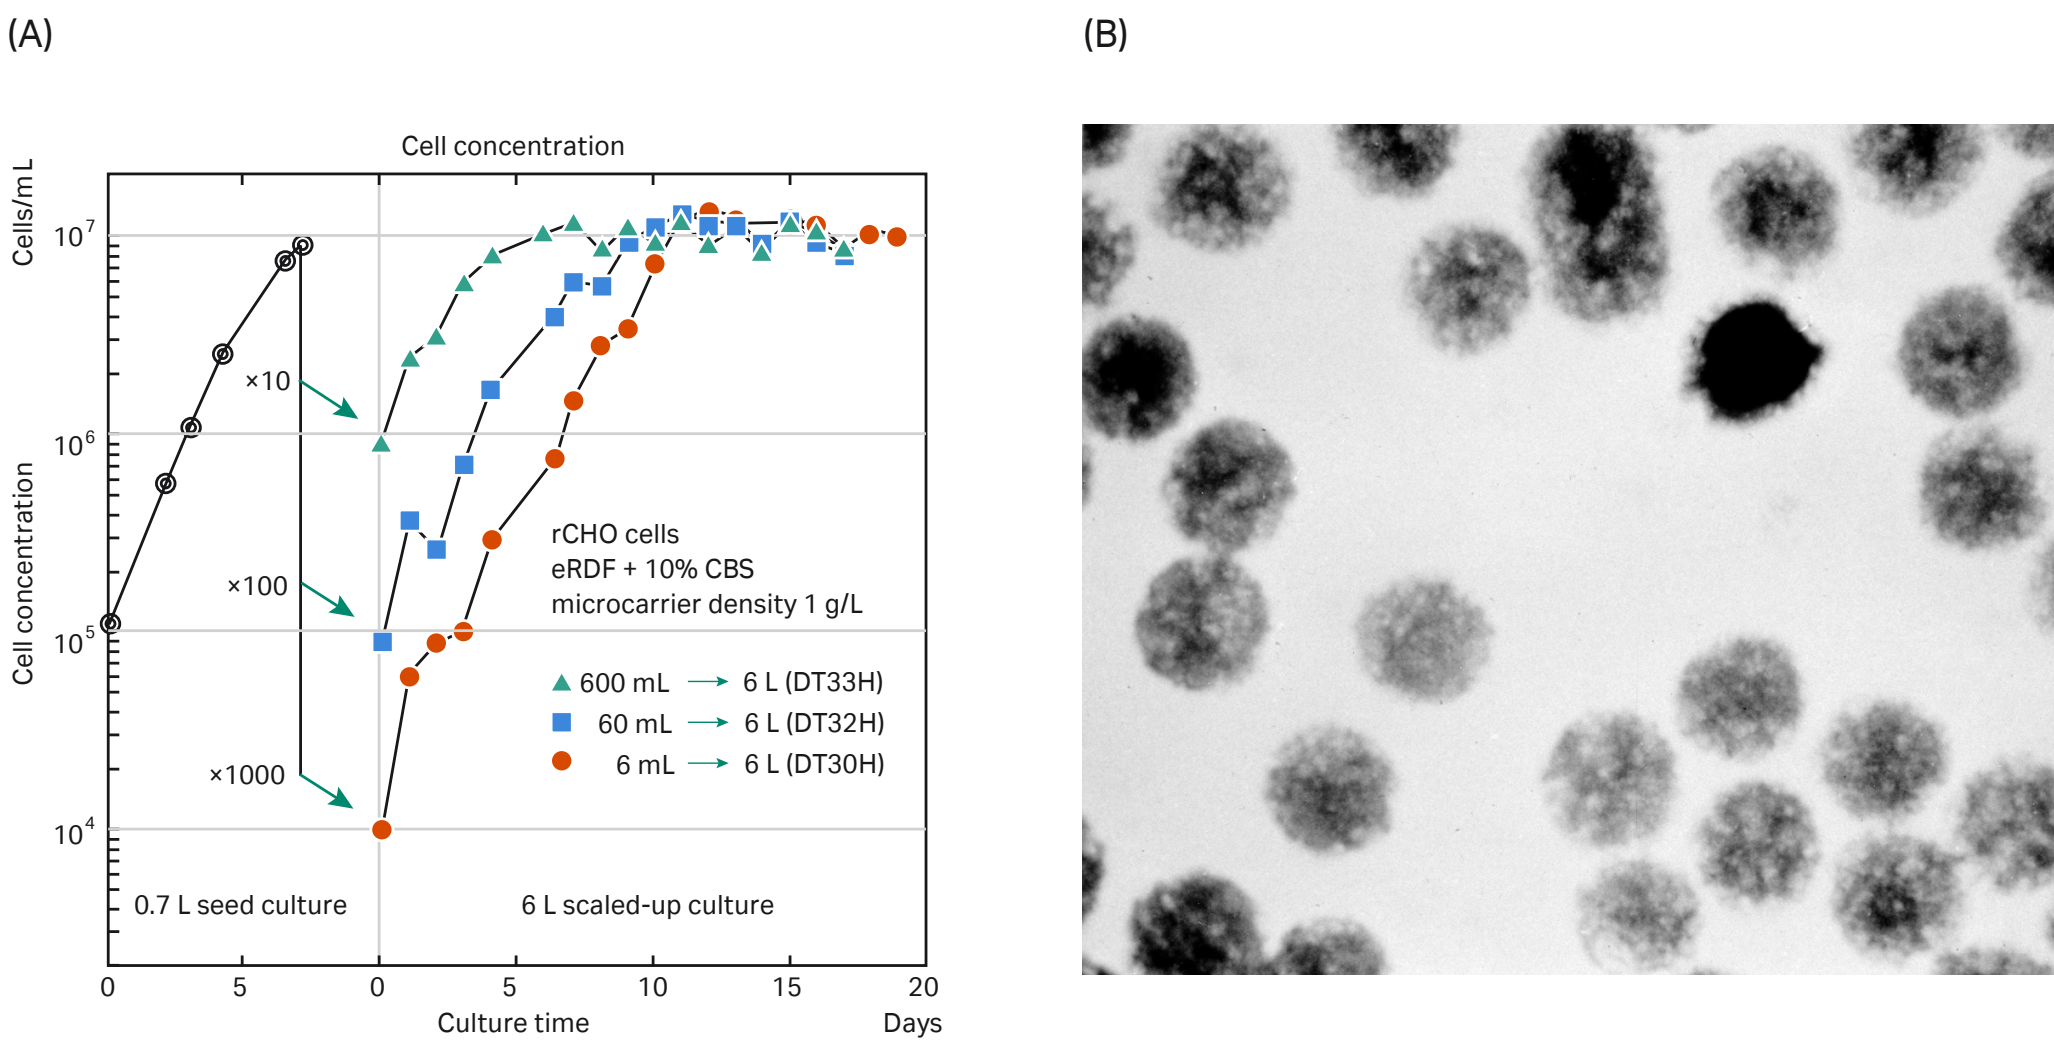 (A)
(B)
Cell concentration
Cells/mL
Cell concentration
10⁷
10⁶
10⁵
10⁴
×10
×100
×1000
rCHO cells
eRDF + 10% CBS
microcarrier density 1 g/L
600 mL → 6 L (DT33H)
60 mL → 6 L (DT32H)
6 mL → 6 L (DT30H)
0.7 L seed culture
6 L scaled-up culture
0 5 0 5 10 15 20
Culture time
Days